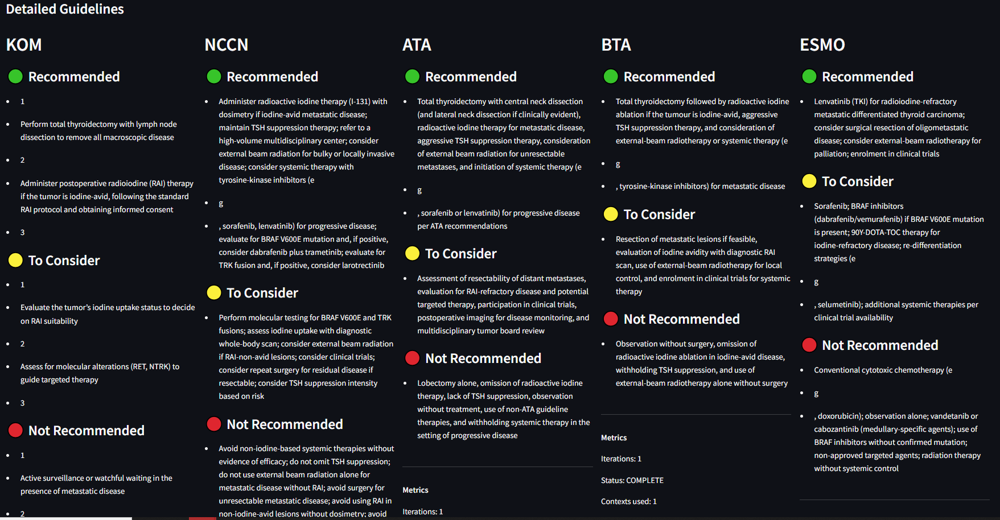 Detailed Guidelines
KOM
Recommended
1
Perform total thyroidectomy with lymph node
dissection to remove all macroscopic disease
2
Administer postoperative radioiodine (RAI) therapy
if the tumor is iodine-avid, following the standard
RAI protocol and obtaining informed consent
3
To Consider
1
Evaluate the tumor’s iodine uptake status to decide
on RAI suitability
2
Assess for molecular alterations (RET, NTRK) to
guide targeted therapy
3
Not Recommended
1
Active surveillance or watchful waiting in the
presence of metastatic disease
2
NCCN
Recommended
Administer radioactive iodine therapy (I-131) with
dosimetry if iodine-avid metastatic disease;
maintain TSH suppression therapy; refer to a
high-volume multidisciplinary center; consider
external beam radiation for bulky or locally invasive
disease; consider systemic therapy with
tyrosine-kinase inhibitors (e
g
, sorafenib, lenvatinib) for progressive disease;
evaluate for BRAF V600E mutation and, if positive,
consider dabrafenib plus trametinib; evaluate for
TRK fusion and, if positive, consider larotrectinib
To Consider
Perform molecular testing for BRAF V600E and TRK
fusions; assess iodine uptake with diagnostic
whole-body scan; consider external beam radiation
if RAI-non-avid lesions; consider clinical trials;
consider repeat surgery for residual disease if
resectable; consider TSH suppression intensity
based on risk
Not Recommended
Avoid non-iodine-based systemic therapies without
evidence of efficacy; do not omit TSH suppression;
do not use external beam radiation alone for
metastatic disease without RAI; avoid surgery for
unresectable metastatic disease; avoid using RAI in
non-iodine-avid lesions without dosimetry; avoid
ATA
Recommended
Total thyroidectomy with central neck dissection
(and lateral neck dissection if clinically evident),
radioactive iodine therapy for metastatic disease,
aggressive TSH suppression therapy, consideration
of external beam radiation for unresectable
metastases, and initiation of systemic therapy (e
g
, sorafenib or lenvatinib) for progressive disease
per ATA recommendations
To Consider
Assessment of resectability of distant metastases,
evaluation for RAI-refractory disease and potential
targeted therapy, participation in clinical trials,
postoperative imaging for disease monitoring, and
multidisciplinary tumor board review
Not Recommended
Lobectomy alone, omission of radioactive iodine
therapy, lack of TSH suppression, observation
without treatment, use of non-ATA guideline
therapies, and withholding systemic therapy in the
setting of progressive disease
Metrics
Iterations: 1
BTA
Recommended
Total thyroidectomy followed by radioactive iodine
ablation if the tumour is iodine-avid, aggressive
TSH suppression therapy, and consideration of
external-beam radiotherapy or systemic therapy (e
g
, tyrosine-kinase inhibitors) for metastatic disease
To Consider
Resection of metastatic lesions if feasible,
evaluation of iodine avidity with diagnostic RAI
scan, use of external-beam radiotherapy for local
control, and enrolment in clinical trials for systemic
therapy
Not Recommended
Observation without surgery, omission of
radioactive iodine ablation in iodine-avid disease,
withholding TSH suppression, and use of
external-beam radiotherapy alone without surgery
Metrics
Iterations: 1
Status: COMPLETE
Contexts used: 1
ESMO
Recommended
Lenvatinib (TKI) for radioiodine-refractory
metastatic differentiated thyroid carcinoma;
consider surgical resection of oligometastatic
disease; consider external-beam radiotherapy for
palliation; enrolment in clinical trials
To Consider
Sorafenib; BRAF inhibitors
(dabrafenib/vemurafenib) if BRAF V600E mutation
is present; 90Y-DOTA-TOC therapy for
iodine-refractory disease; re-differentiation
strategies (e
g
, selumetinib); additional systemic therapies per
clinical trial availability
Not Recommended
Conventional cytotoxic chemotherapy (e
g
, doxorubicin); observation alone; vandetanib or
cabozantinib (medullary-specific agents); use of
BRAF inhibitors without confirmed mutation;
non-approved targeted agents; radiation therapy
without systemic control